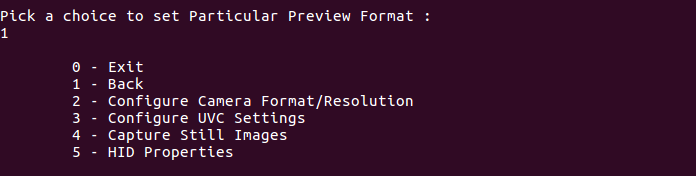 Pick a choice to set Particular Preview Format :
1
0 - Exit
1 - Back
2 - Configure Camera Format/Resolution
3 - Configure UVC Settings
4 - Capture Still Images
5 - HID Properties